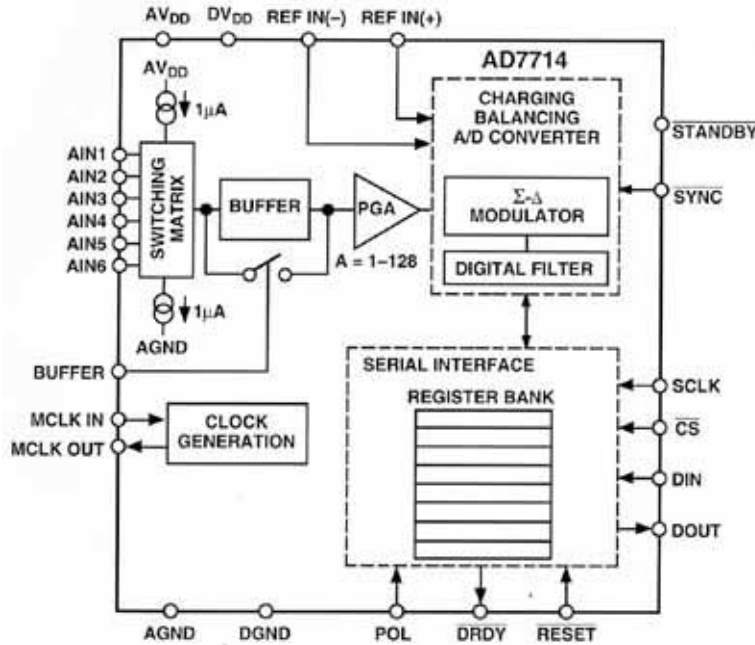 AVDD DVDD REF IN(-) REF IN(+)
AD7714
AVDD
1µA
AIN1
AIN2
AIN3
AIN4
AIN5
AIN6
SWITCHING
MATRIX
BUFFER
PGA
A = 1–128
1µA
AGND
CHARGING
BALANCING
A/D CONVERTER
Σ-Δ
MODULATOR
DIGITAL FILTER
STANDBY
SYNC
BUFFER
MCLK IN
MCLK OUT
CLOCK
GENERATION
SERIAL INTERFACE
REGISTER BANK
SCLK
CS
DIN
DOUT
AGND DGND POL DRDY RESET